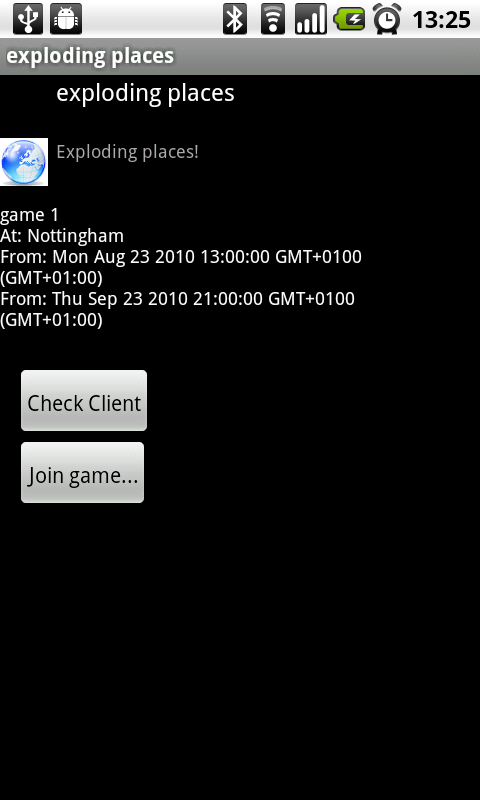 13:25
exploding places
exploding places
Exploding places!
game 1
At: Nottingham
From: Mon Aug 23 2010 13:00:00 GMT+0100
(GMT+01:00)
From: Thu Sep 23 2010 21:00:00 GMT+0100
(GMT+01:00)
Check Client
Join game...